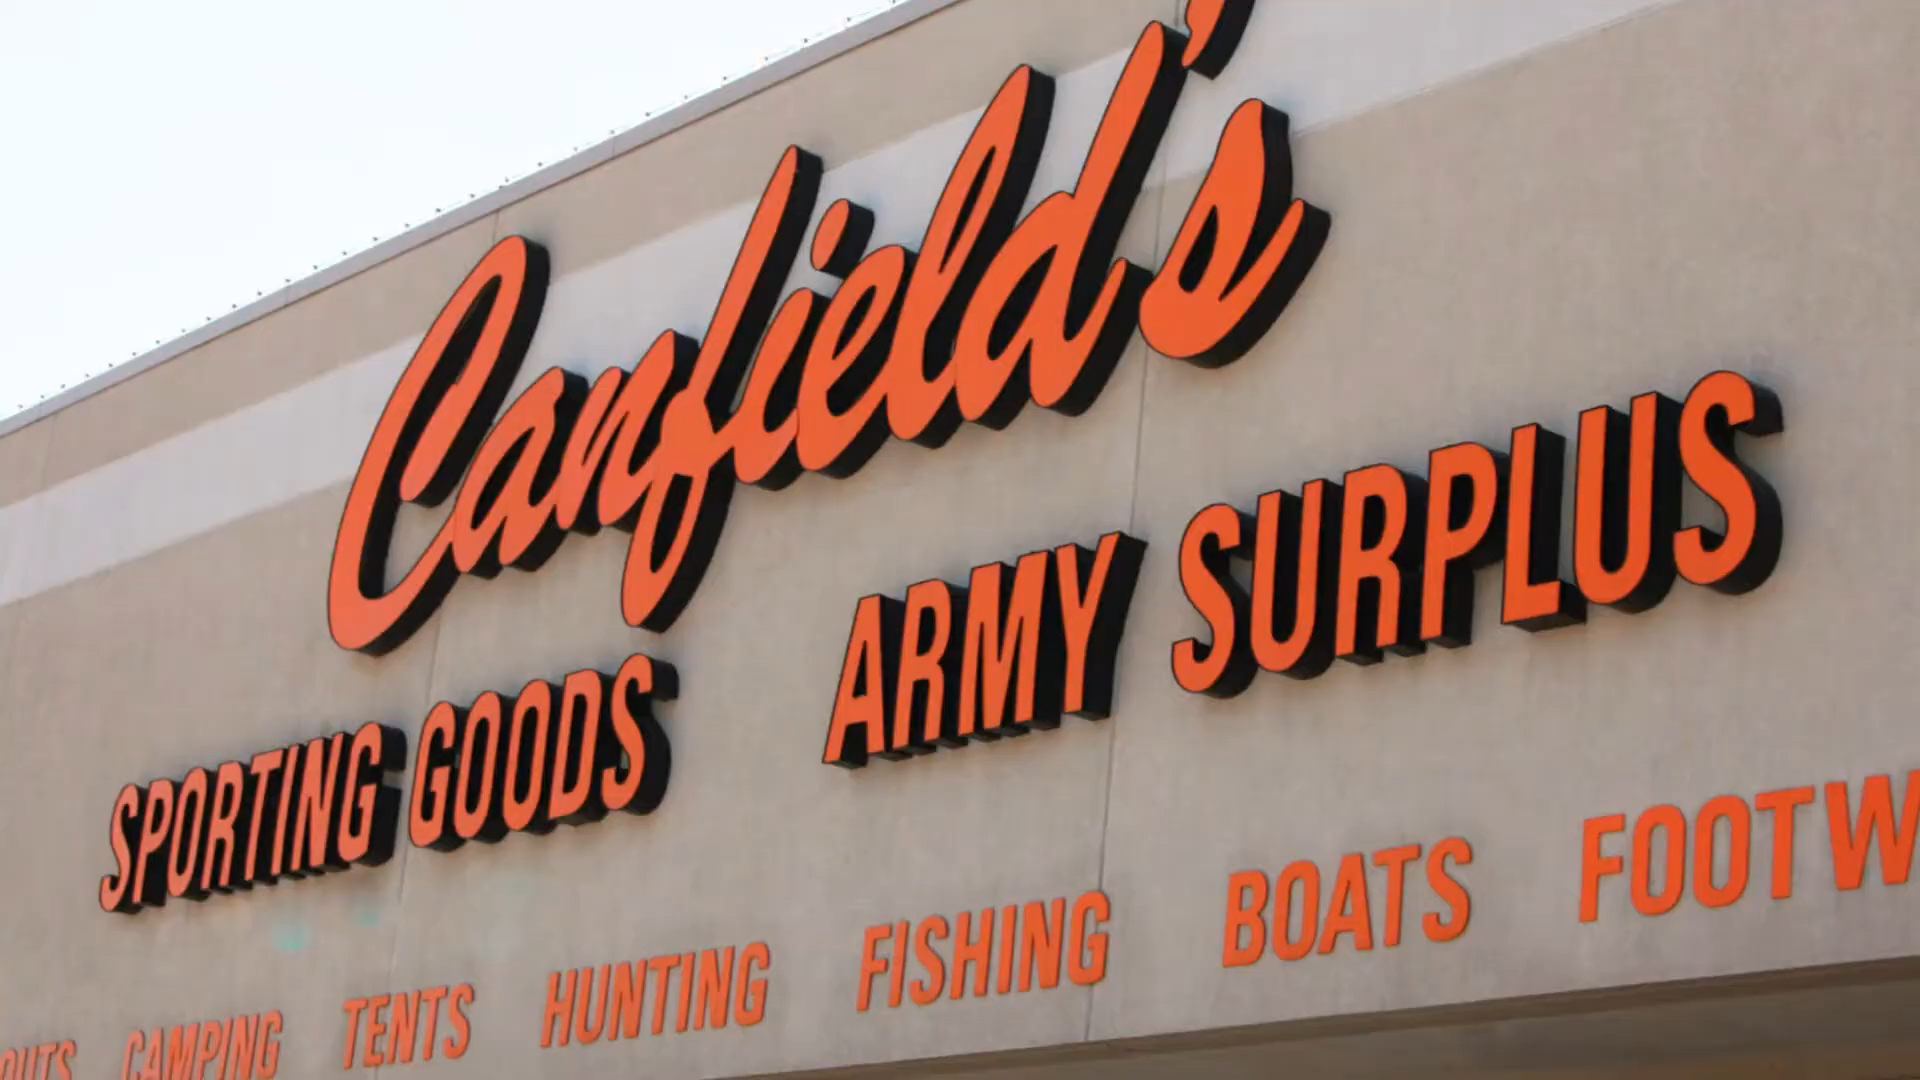 Canfield's
SPORTING GOODS ARMY SURPLUS
CAMPING TENTS HUNTING FISHING BOATS